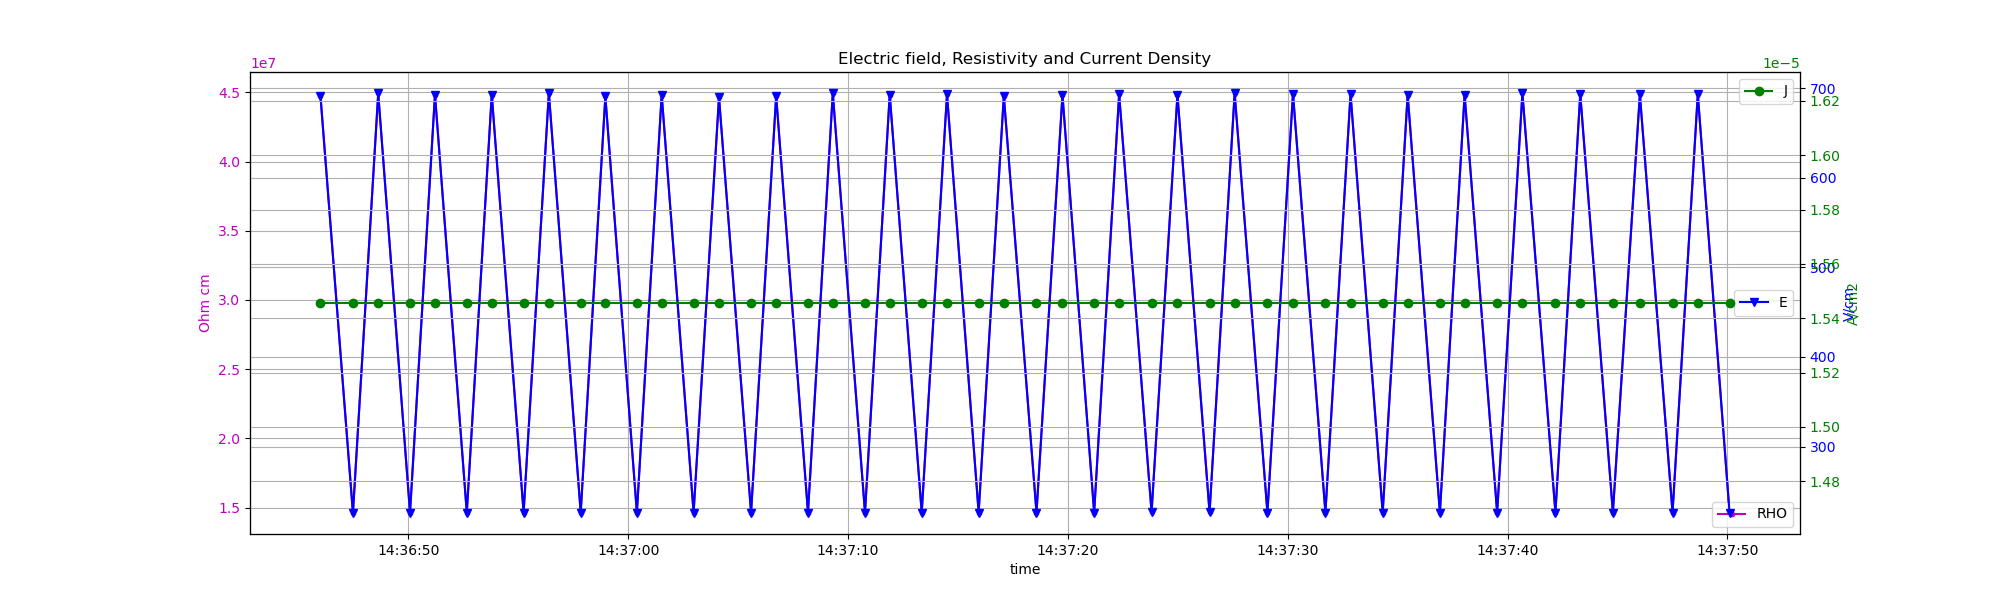 Electric field, Resistivity and Current Density
1e7
1e−5
4.5
4.0
3.5
3.0
2.5
2.0
1.5
Ohm cm
700
600
500
400
300
V/cm
1.62
1.60
1.58
1.56
1.54
1.52
1.50
1.48
A/cm2
J
E
RHO
14:36:50
14:37:00
14:37:10
14:37:20
14:37:30
14:37:40
14:37:50
time